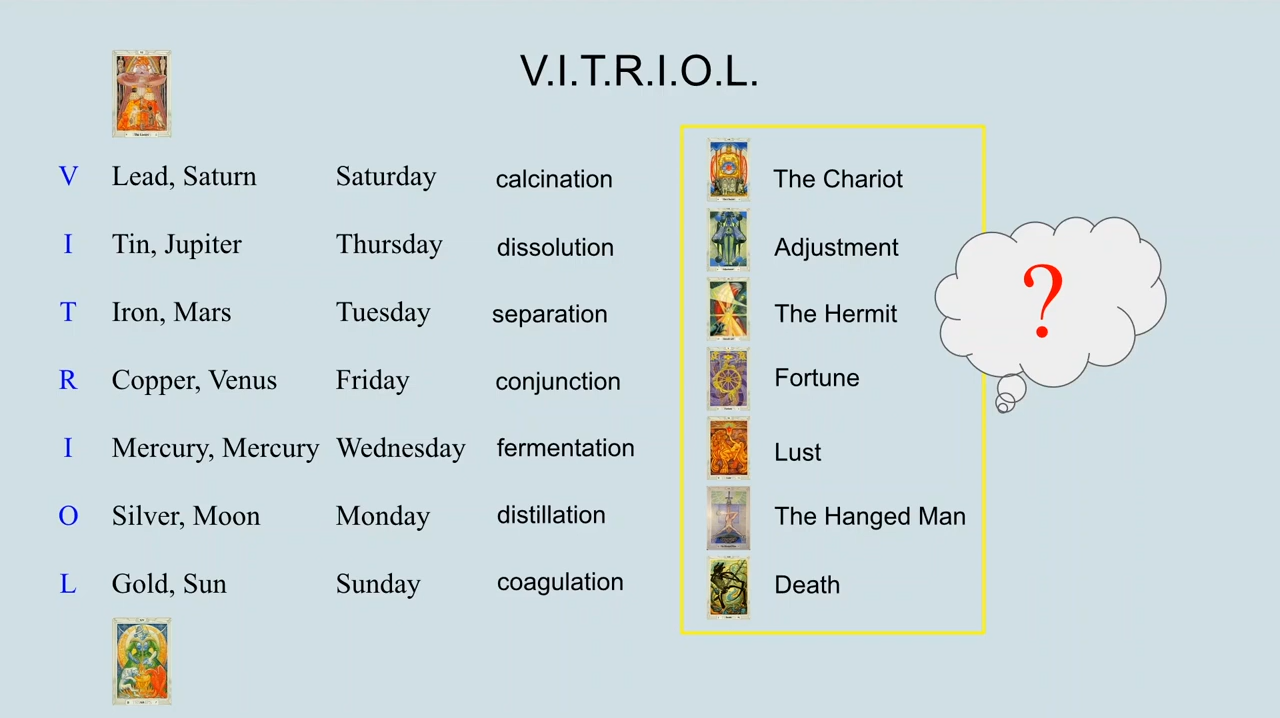 V.I.T.R.I.O.L.
V Lead, Saturn Saturday calcination The Chariot
I Tin, Jupiter Thursday dissolution Adjustment
T Iron, Mars Tuesday separation The Hermit
R Copper, Venus Friday conjunction Fortune
I Mercury, Mercury Wednesday fermentation Lust
O Silver, Moon Monday distillation The Hanged Man
L Gold, Sun Sunday coagulation Death
?